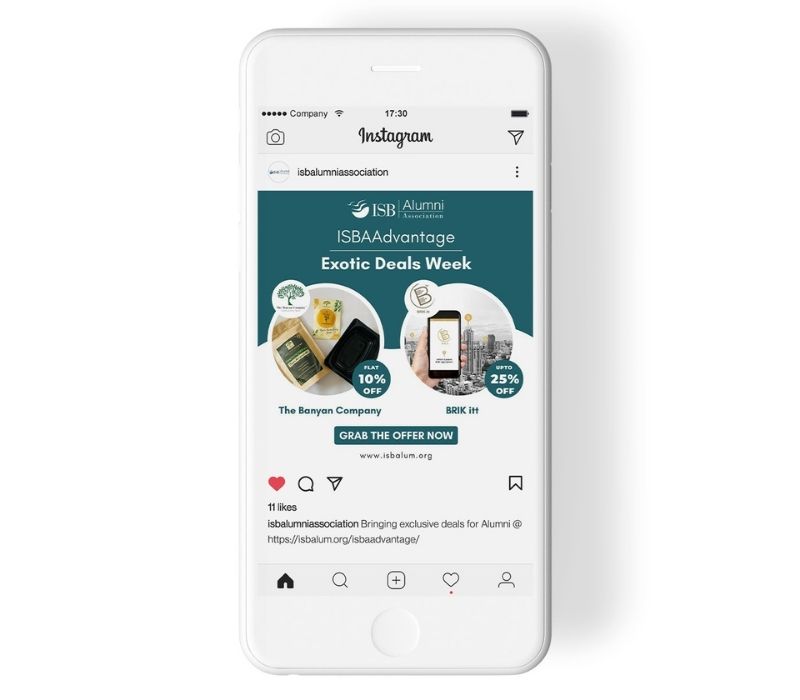 Company
17:30
Instagram
isbalumniassociation
ISB Alumni
Association
ISBAAdvantage
Exotic Deals Week
The Banyan Company
BRIK itt
FLAT
10%
OFF
UPTO
25%
OFF
The Banyan Company
BRIK itt
GRAB THE OFFER NOW
www.isbalum.org
11 likes
isbalumniassociation Bringing exclusive deals for Alumni @
https://isbalum.org/isbaadvantage/